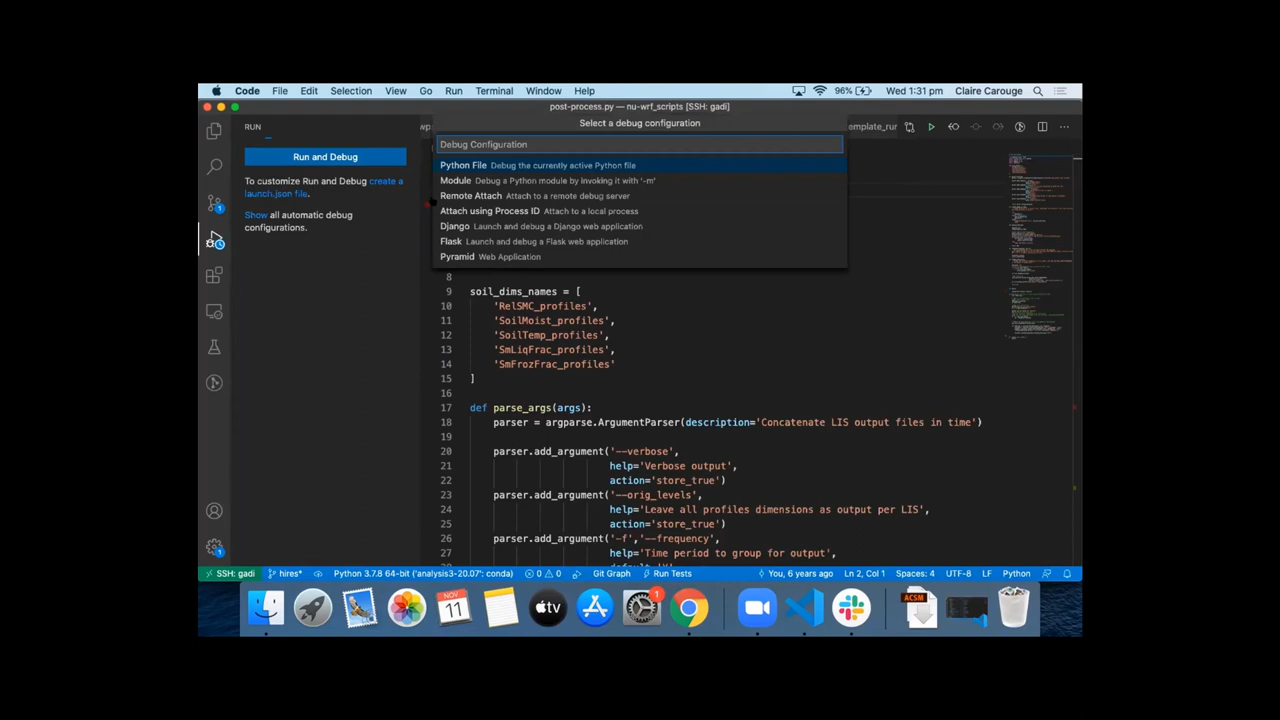 Code File Edit Selection View Go Run Terminal Window Help 96% Wed 1:31 pm Claire Carouge
post-process.py — nu-wrf_scripts [SSH: gadi]
RUN
Select a debug configuration
emplate_run
Debug Configuration
Run and Debug
To customize Run and Debug create a
launch.json file.
Show all automatic debug
configurations.
Python File Debug the currently active Python file
Module Debug a Python module by invoking it with '-m'
Remote Attach Attach to a remote debug server
Attach using Process ID Attach to a local process
Django Launch and debug a Django web application
Flask Launch and debug a Flask web application
Pyramid Web Application
8
9 soil_dims_names = [
10 'RelSMC_profiles',
11 'SoilMoist_profiles',
12 'SoilTemp_profiles',
13 'SmLiqFrac_profiles',
14 'SmFrozFrac_profiles'
15 ]
16
17 def parse_args(args):
18 parser = argparse.ArgumentParser(description='Concatenate LIS output files in time')
19
20 parser.add_argument('--verbose',
21 help='Verbose output',
22 action='store_true')
23 parser.add_argument('--orig_levels',
24 help='Leave all profiles dimensions as output per LIS',
25 action='store_true')
26 parser.add_argument('-f','--frequency',
27 help='Time period to group for output',
SSH: gadi hires* Python 3.7.8 64-bit ('analysis3-20.07': conda) 0 0 Git Graph Run Tests You, 6 years ago Ln 2, Col 1 Spaces: 4 UTF-8 LF Python
NOV
11
tv
1
ACSM